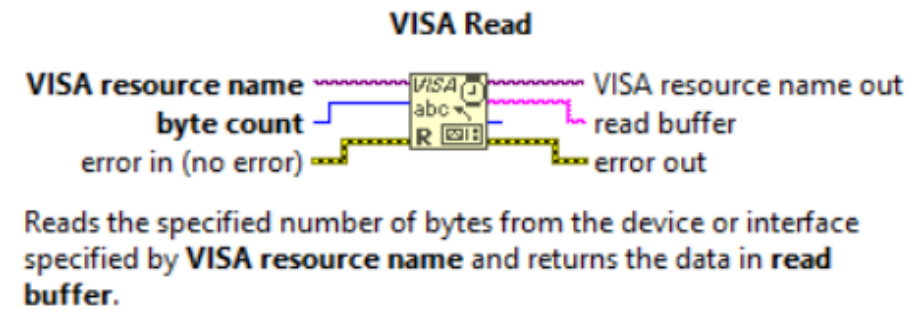 VISA Read
VISA resource name
VISA resource name out
byte count
read buffer
error in (no error)
error out
VISA
abc
R
Reads the specified number of bytes from the device or interface
specified by VISA resource name and returns the data in read
buffer.